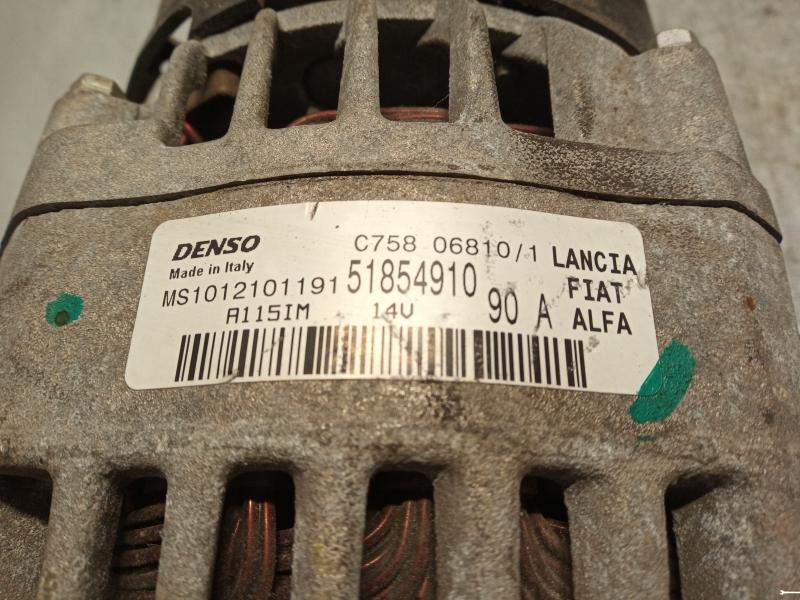 DENSO C758 06810/1 LANCIA
Made in Italy
MS1012101191 51854910 90 A FIAT
A115IM 14V ALFA